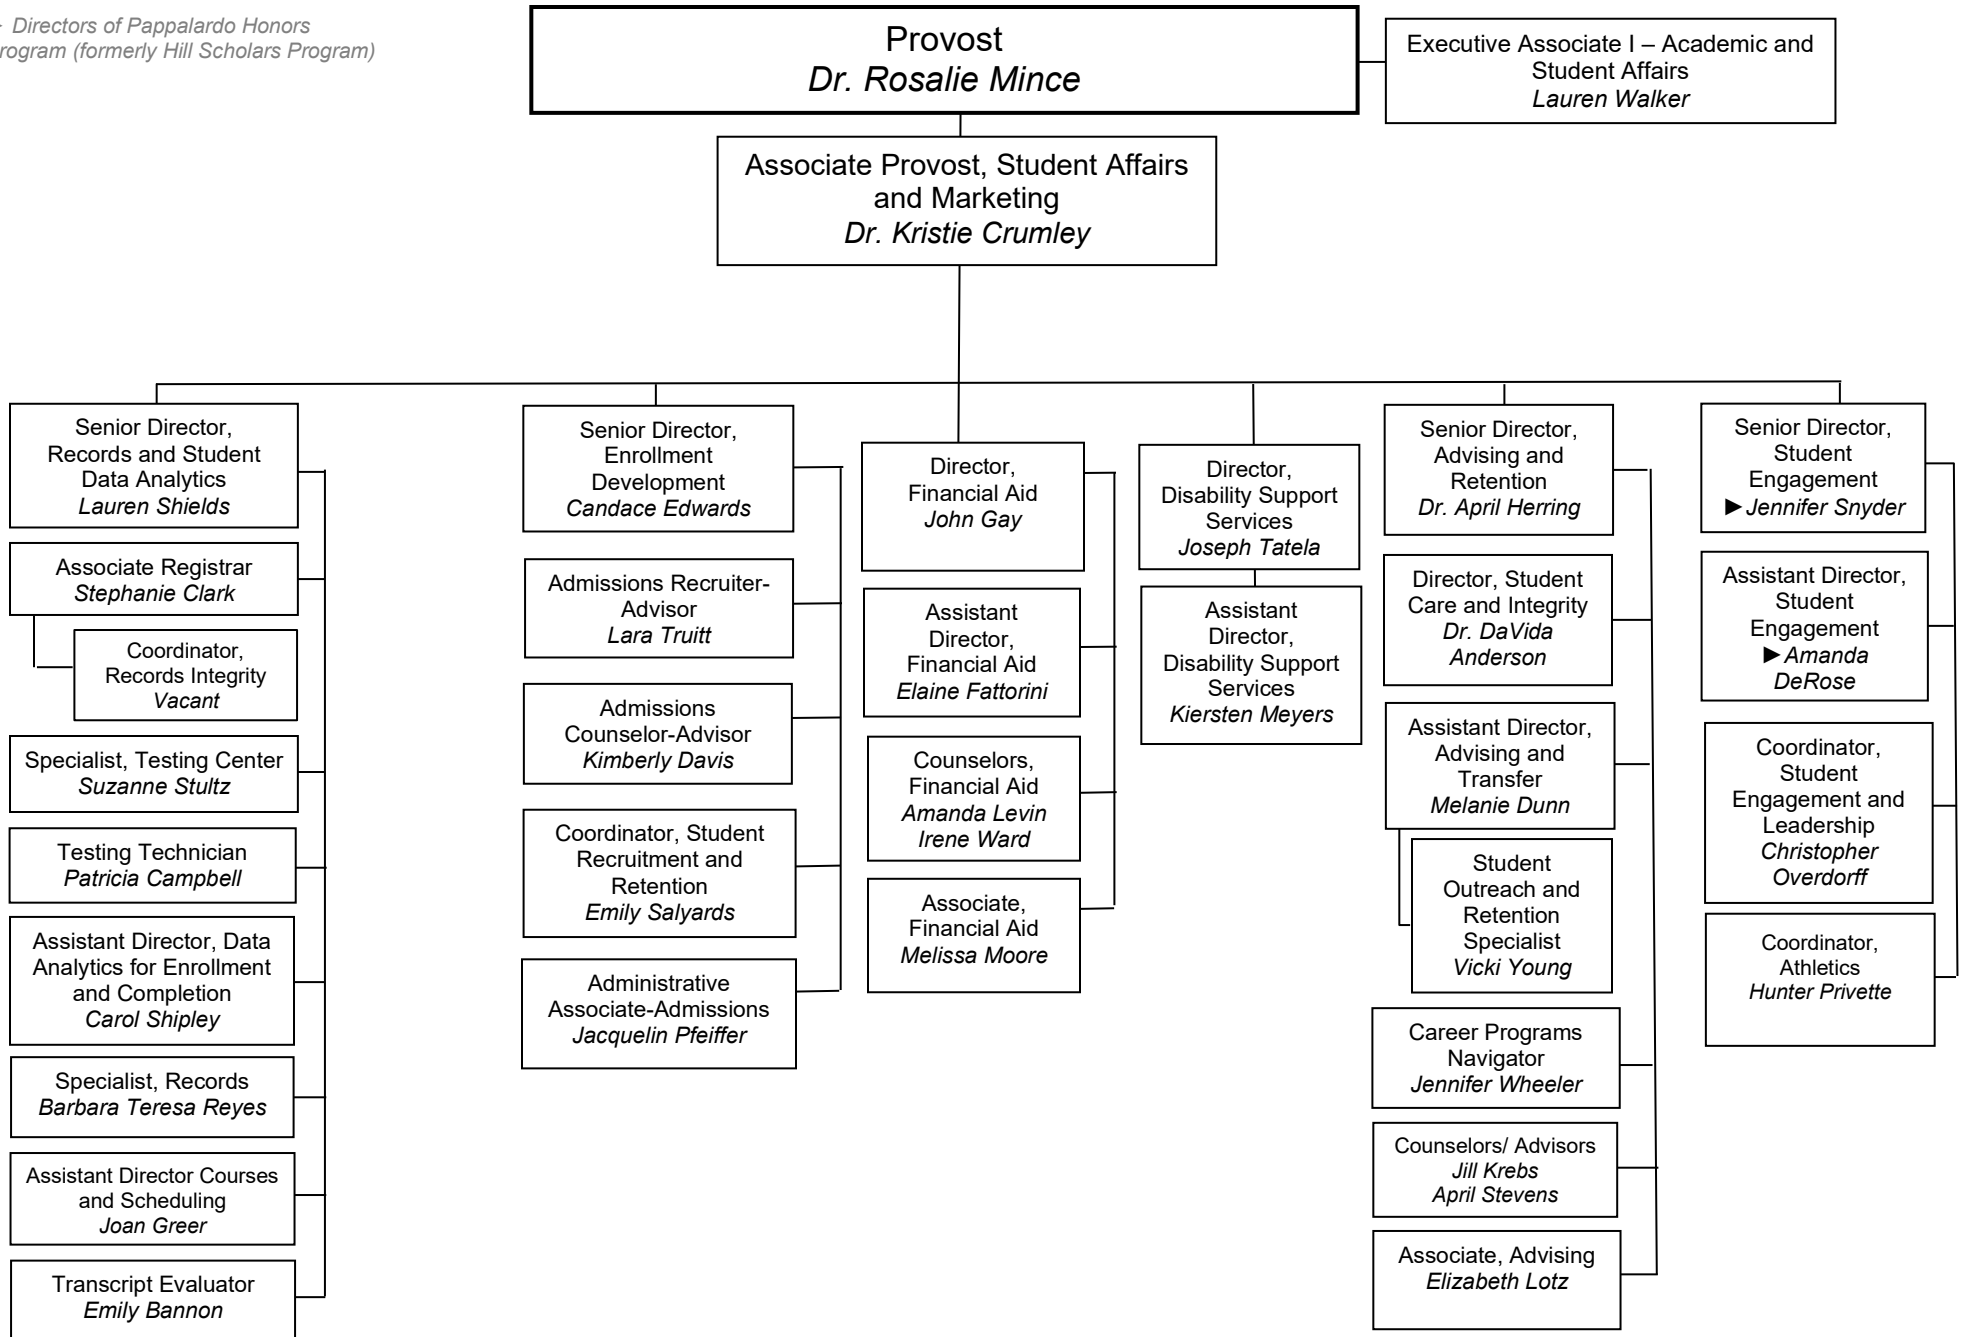 Directors of Pappalardo Honors
rogram (formerly Hill Scholars Program)
Provost
Dr. Rosalie Mince
Executive Associate I – Academic and
Student Affairs
Lauren Walker
Associate Provost, Student Affairs
and Marketing
Dr. Kristie Crumley
Senior Director,
Records and Student
Data Analytics
Lauren Shields
Associate Registrar
Stephanie Clark
Coordinator,
Records Integrity
Vacant
Specialist, Testing Center
Suzanne Stultz
Testing Technician
Patricia Campbell
Assistant Director, Data
Analytics for Enrollment
and Completion
Carol Shipley
Specialist, Records
Barbara Teresa Reyes
Assistant Director Courses
and Scheduling
Joan Greer
Transcript Evaluator
Emily Bannon
Senior Director,
Enrollment
Development
Candace Edwards
Admissions Recruiter-
Advisor
Lara Truitt
Admissions
Counselor-Advisor
Kimberly Davis
Coordinator, Student
Recruitment and
Retention
Emily Salyards
Administrative
Associate-Admissions
Jacquelin Pfeiffer
Director,
Financial Aid
John Gay
Assistant
Director,
Financial Aid
Elaine Fattorini
Counselors,
Financial Aid
Amanda Levin
Irene Ward
Associate,
Financial Aid
Melissa Moore
Director,
Disability Support
Services
Joseph Tatela
Assistant
Director,
Disability Support
Services
Kiersten Meyers
Senior Director,
Advising and
Retention
Dr. April Herring
Director, Student
Care and Integrity
Dr. DaVida
Anderson
Assistant Director,
Advising and
Transfer
Melanie Dunn
Student
Outreach and
Retention
Specialist
Vicki Young
Career Programs
Navigator
Jennifer Wheeler
Counselors/ Advisors
Jill Krebs
April Stevens
Associate, Advising
Elizabeth Lotz
Senior Director,
Student
Engagement
►Jennifer Snyder
Assistant Director,
Student
Engagement
►Amanda
DeRose
Coordinator,
Student
Engagement and
Leadership
Christopher
Overdorff
Coordinator,
Athletics
Hunter Privette